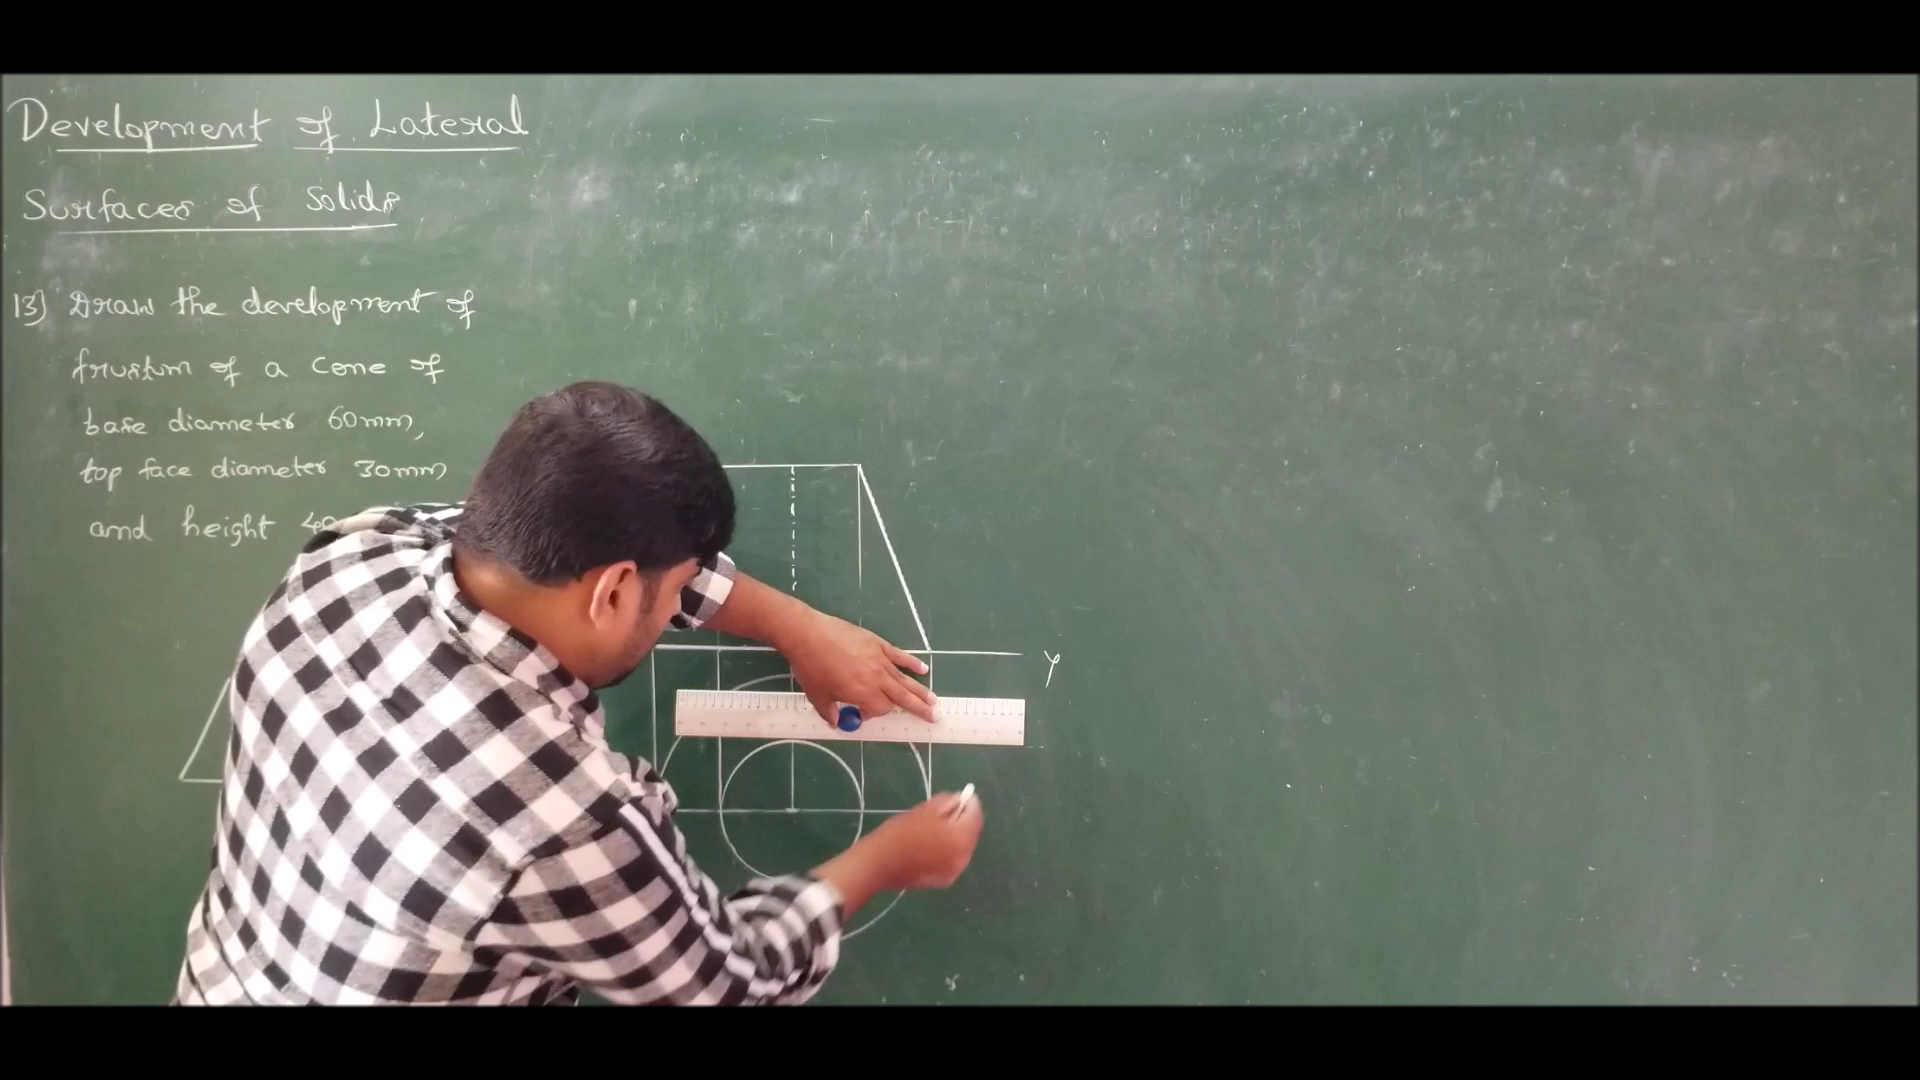 Development of Lateral
Surfaces of Solids
13) Draw the development of
frustum of a cone of
base diameter 60mm,
top face diameter 30mm
and height 40
Y